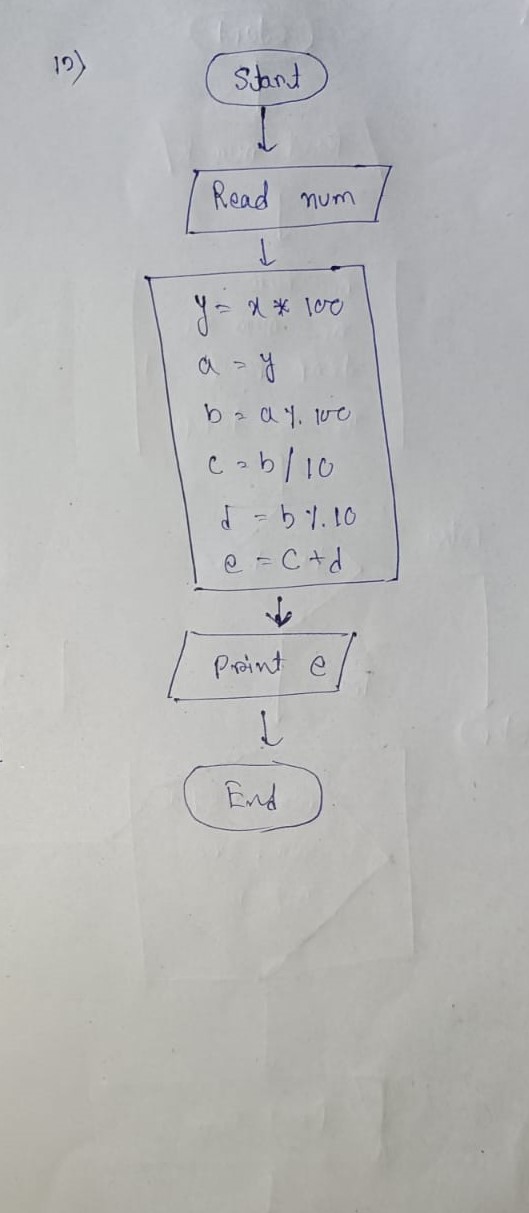 12)
Start
Read num
y = x * 100
a = y
b = a % 100
c = b / 10
d = b % 10
e = c + d
Print e
End